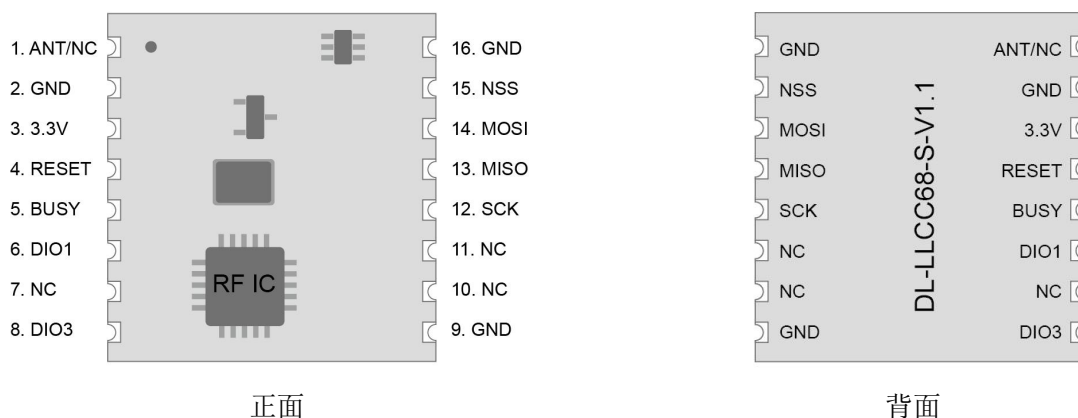 1. ANT/NC
2. GND
3. 3.3V
4. RESET
5. BUSY
6. DIO1
7. NC
8. DIO3
RF IC
16. GND
15. NSS
14. MOSI
13. MISO
12. SCK
11. NC
10. NC
9. GND
正面
GND
NSS
MOSI
MISO
SCK
NC
NC
GND
DL-LLCC68-S-V1.1
ANT/NC
GND
3.3V
RESET
BUSY
DIO1
NC
DIO3
背面